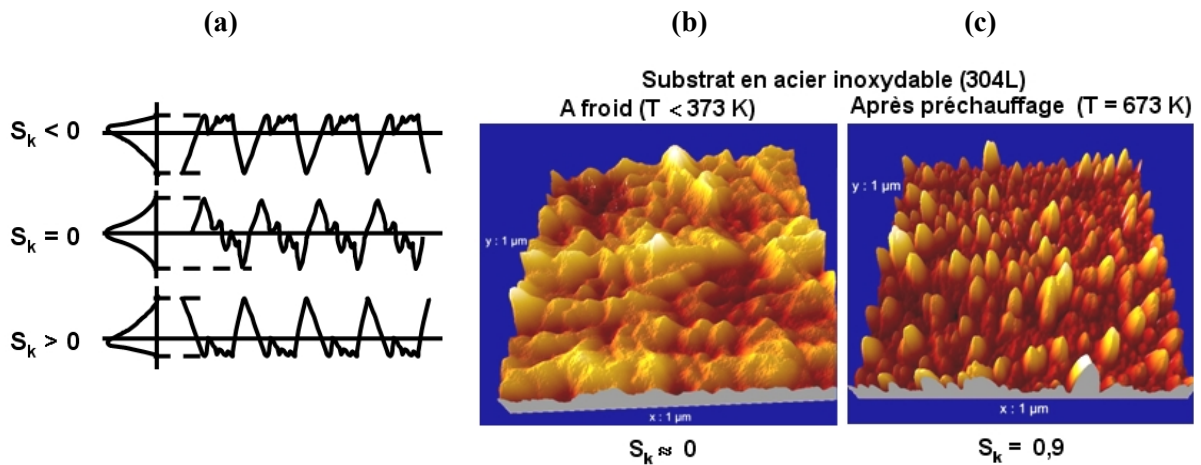 (a)
(b)
(c)
Substrat en acier inoxydable (304L)
A froid (T < 373 K)
Après préchauffage (T = 673 K)
Sk < 0
Sk = 0
Sk > 0
y : 1 µm
x : 1 µm
y : 1 µm
x : 1 µm
Sk ≈ 0
Sk = 0,9